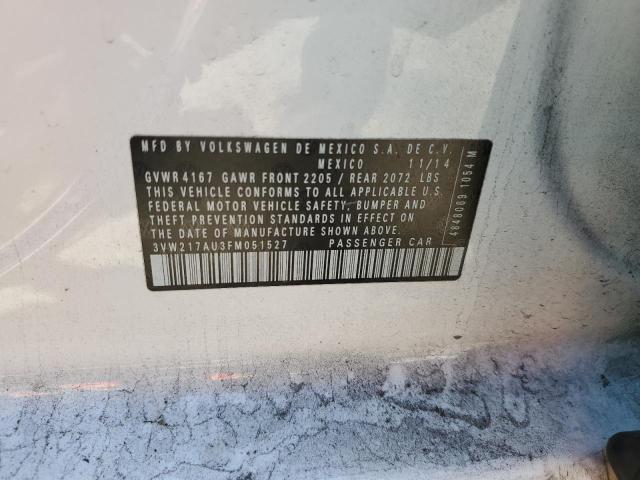 MFD BY VOLKSWAGEN DE MEXICO S.A. DE C.V.
MEXICO 11/14
GVWR 4167 GAWR FRONT 2205 / REAR 2072 LBS
THIS VEHICLE CONFORMS TO ALL APPLICABLE U.S.
FEDERAL MOTOR VEHICLE SAFETY, BUMPER AND
THEFT PREVENTION STANDARDS IN EFFECT ON
THE DATE OF MANUFACTURE SHOWN ABOVE.
3VW217AU3FM051527 PASSENGER CAR
4848089 1054 M